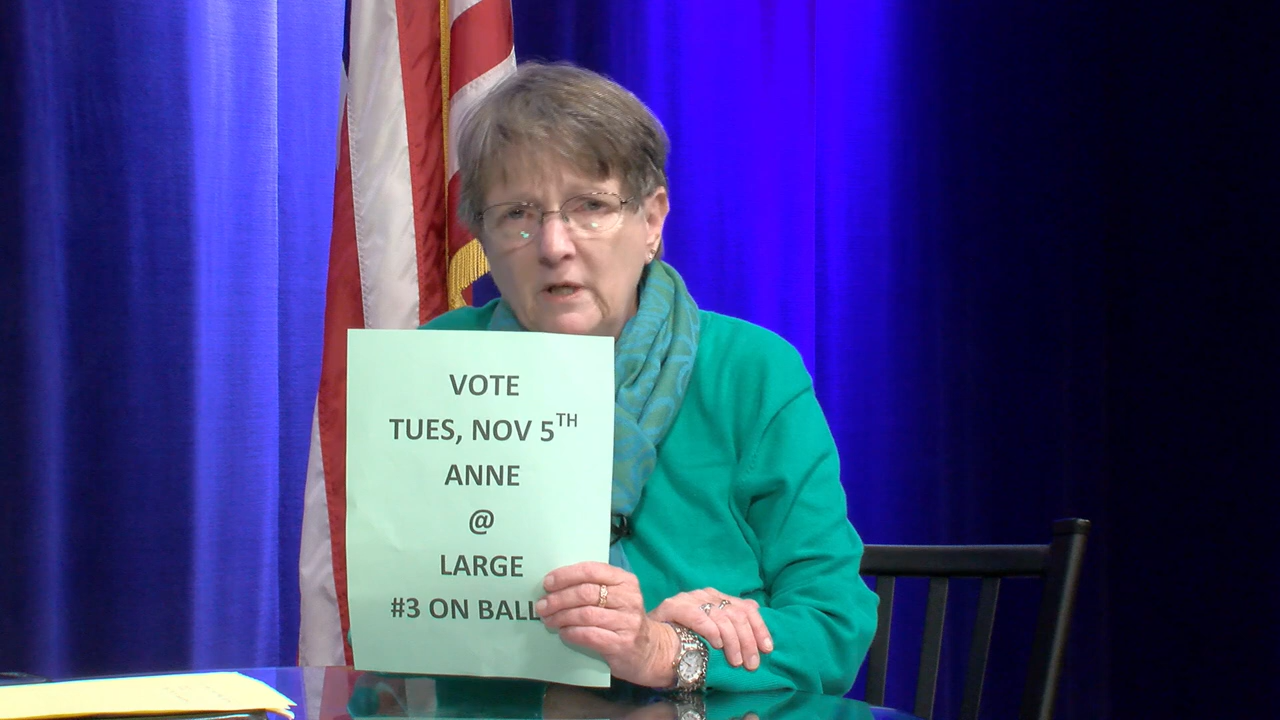 VOTE
TUES, NOV 5TH
ANNE
@
LARGE
#3 ON BALL